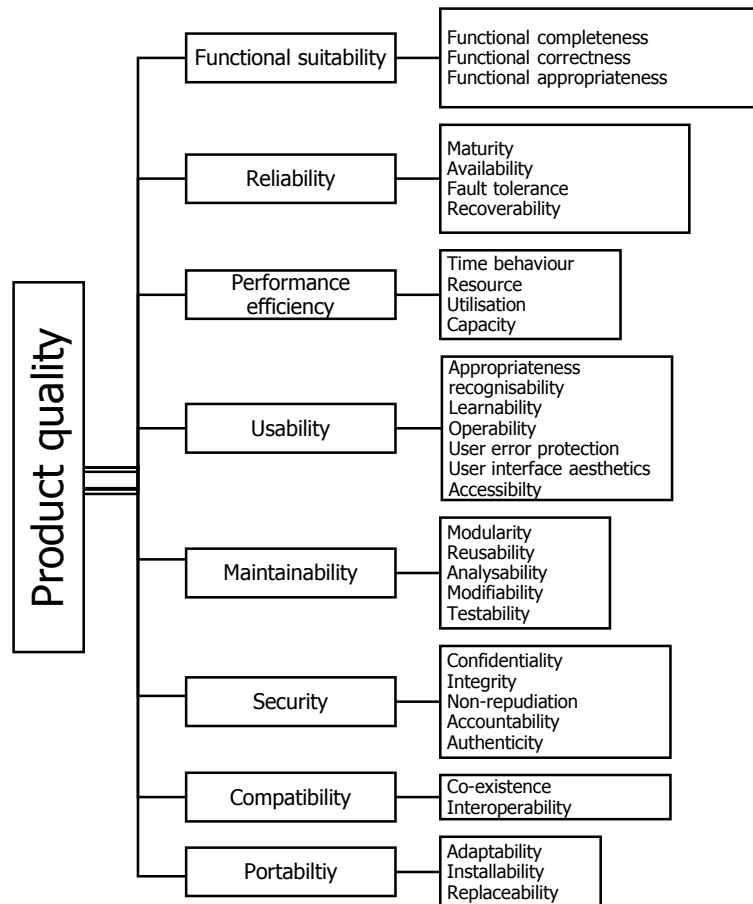 Product quality
Functional suitability
Functional completeness
Functional correctness
Functional appropriateness
Reliability
Maturity
Availability
Fault tolerance
Recoverability
Performance
efficiency
Time behaviour
Resource
Utilisation
Capacity
Usability
Appropriateness
recognisability
Learnability
Operability
User error protection
User interface aesthetics
Accessibilty
Maintainability
Modularity
Reusability
Analysability
Modifiability
Testability
Security
Confidentiality
Integrity
Non-repudiation
Accountability
Authenticity
Compatibility
Co-existence
Interoperability
Portabiltiy
Adaptability
Installability
Replaceability